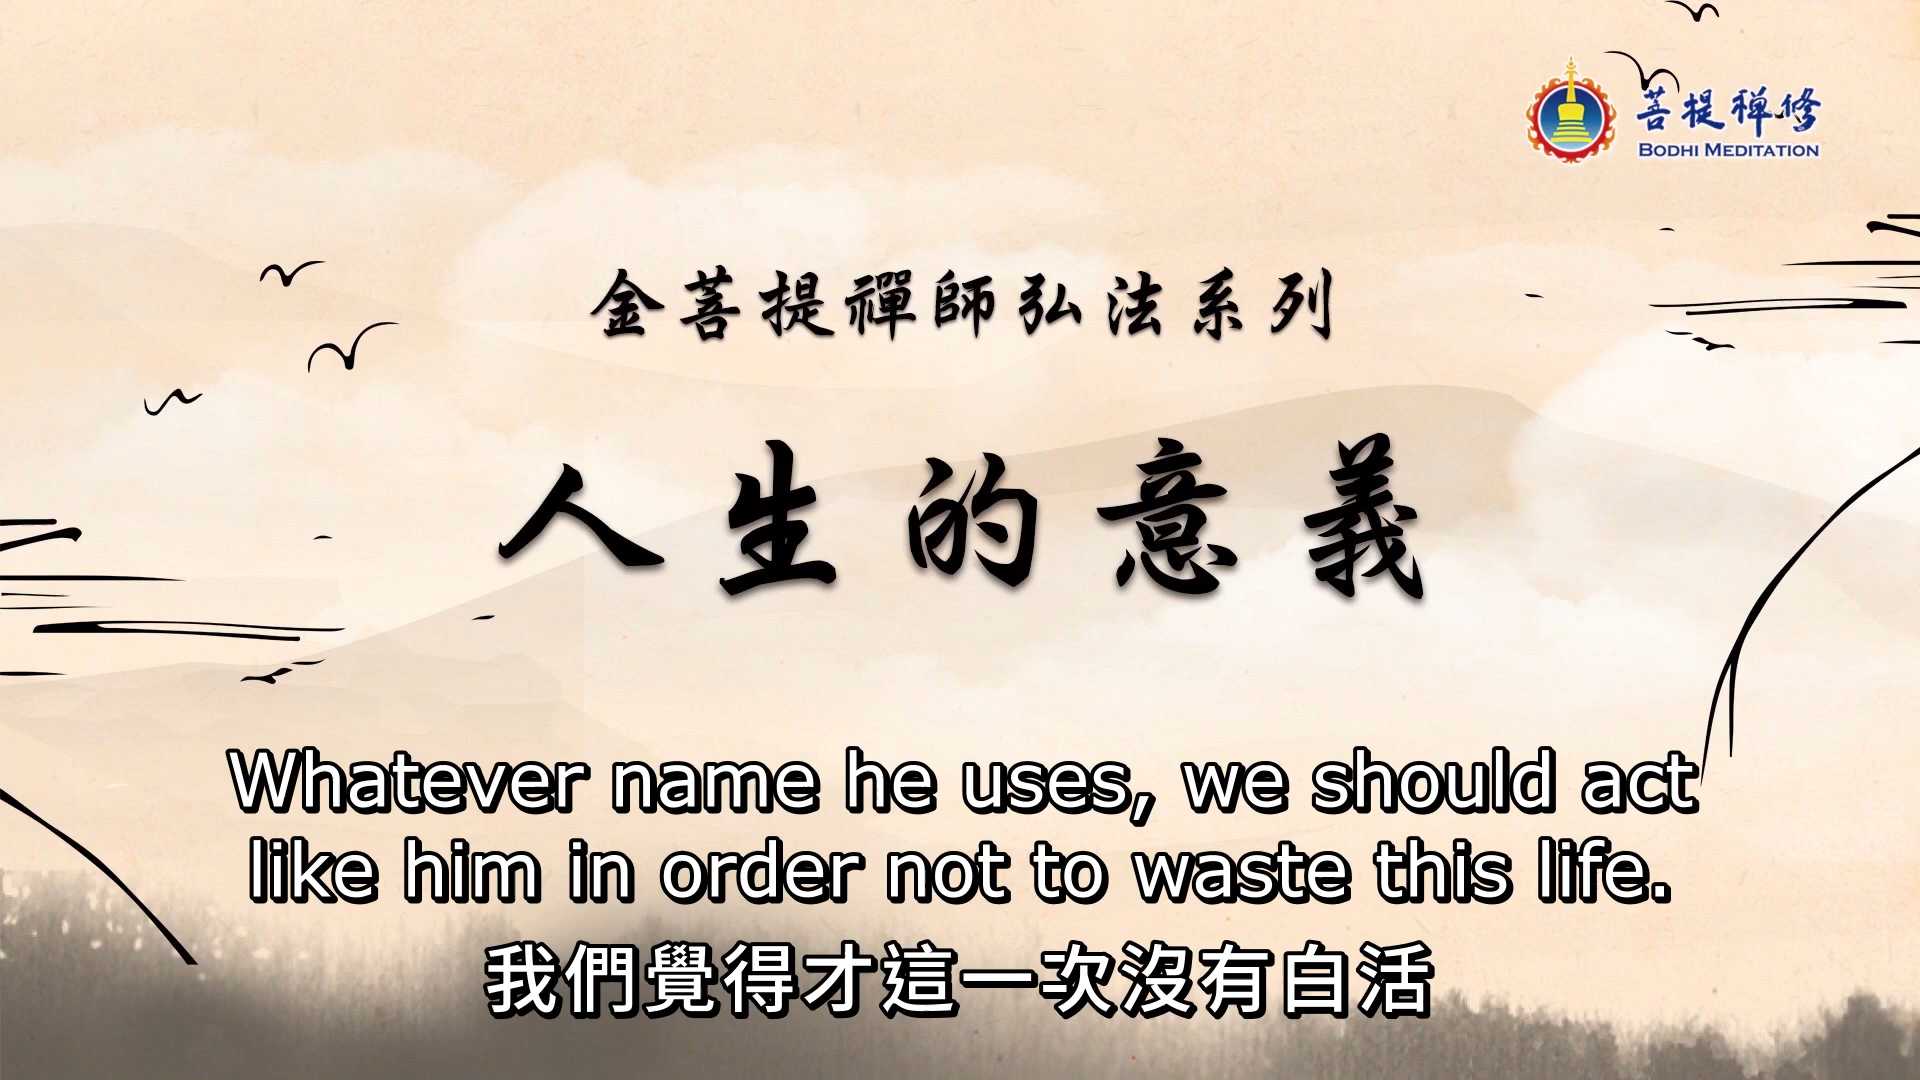 菩提禪修
BODHI MEDITATION
金菩提禪師弘法系列
人生的意義
Whatever name he uses, we should act
like him in order not to waste this life.
我們覺得才這一次沒有白活